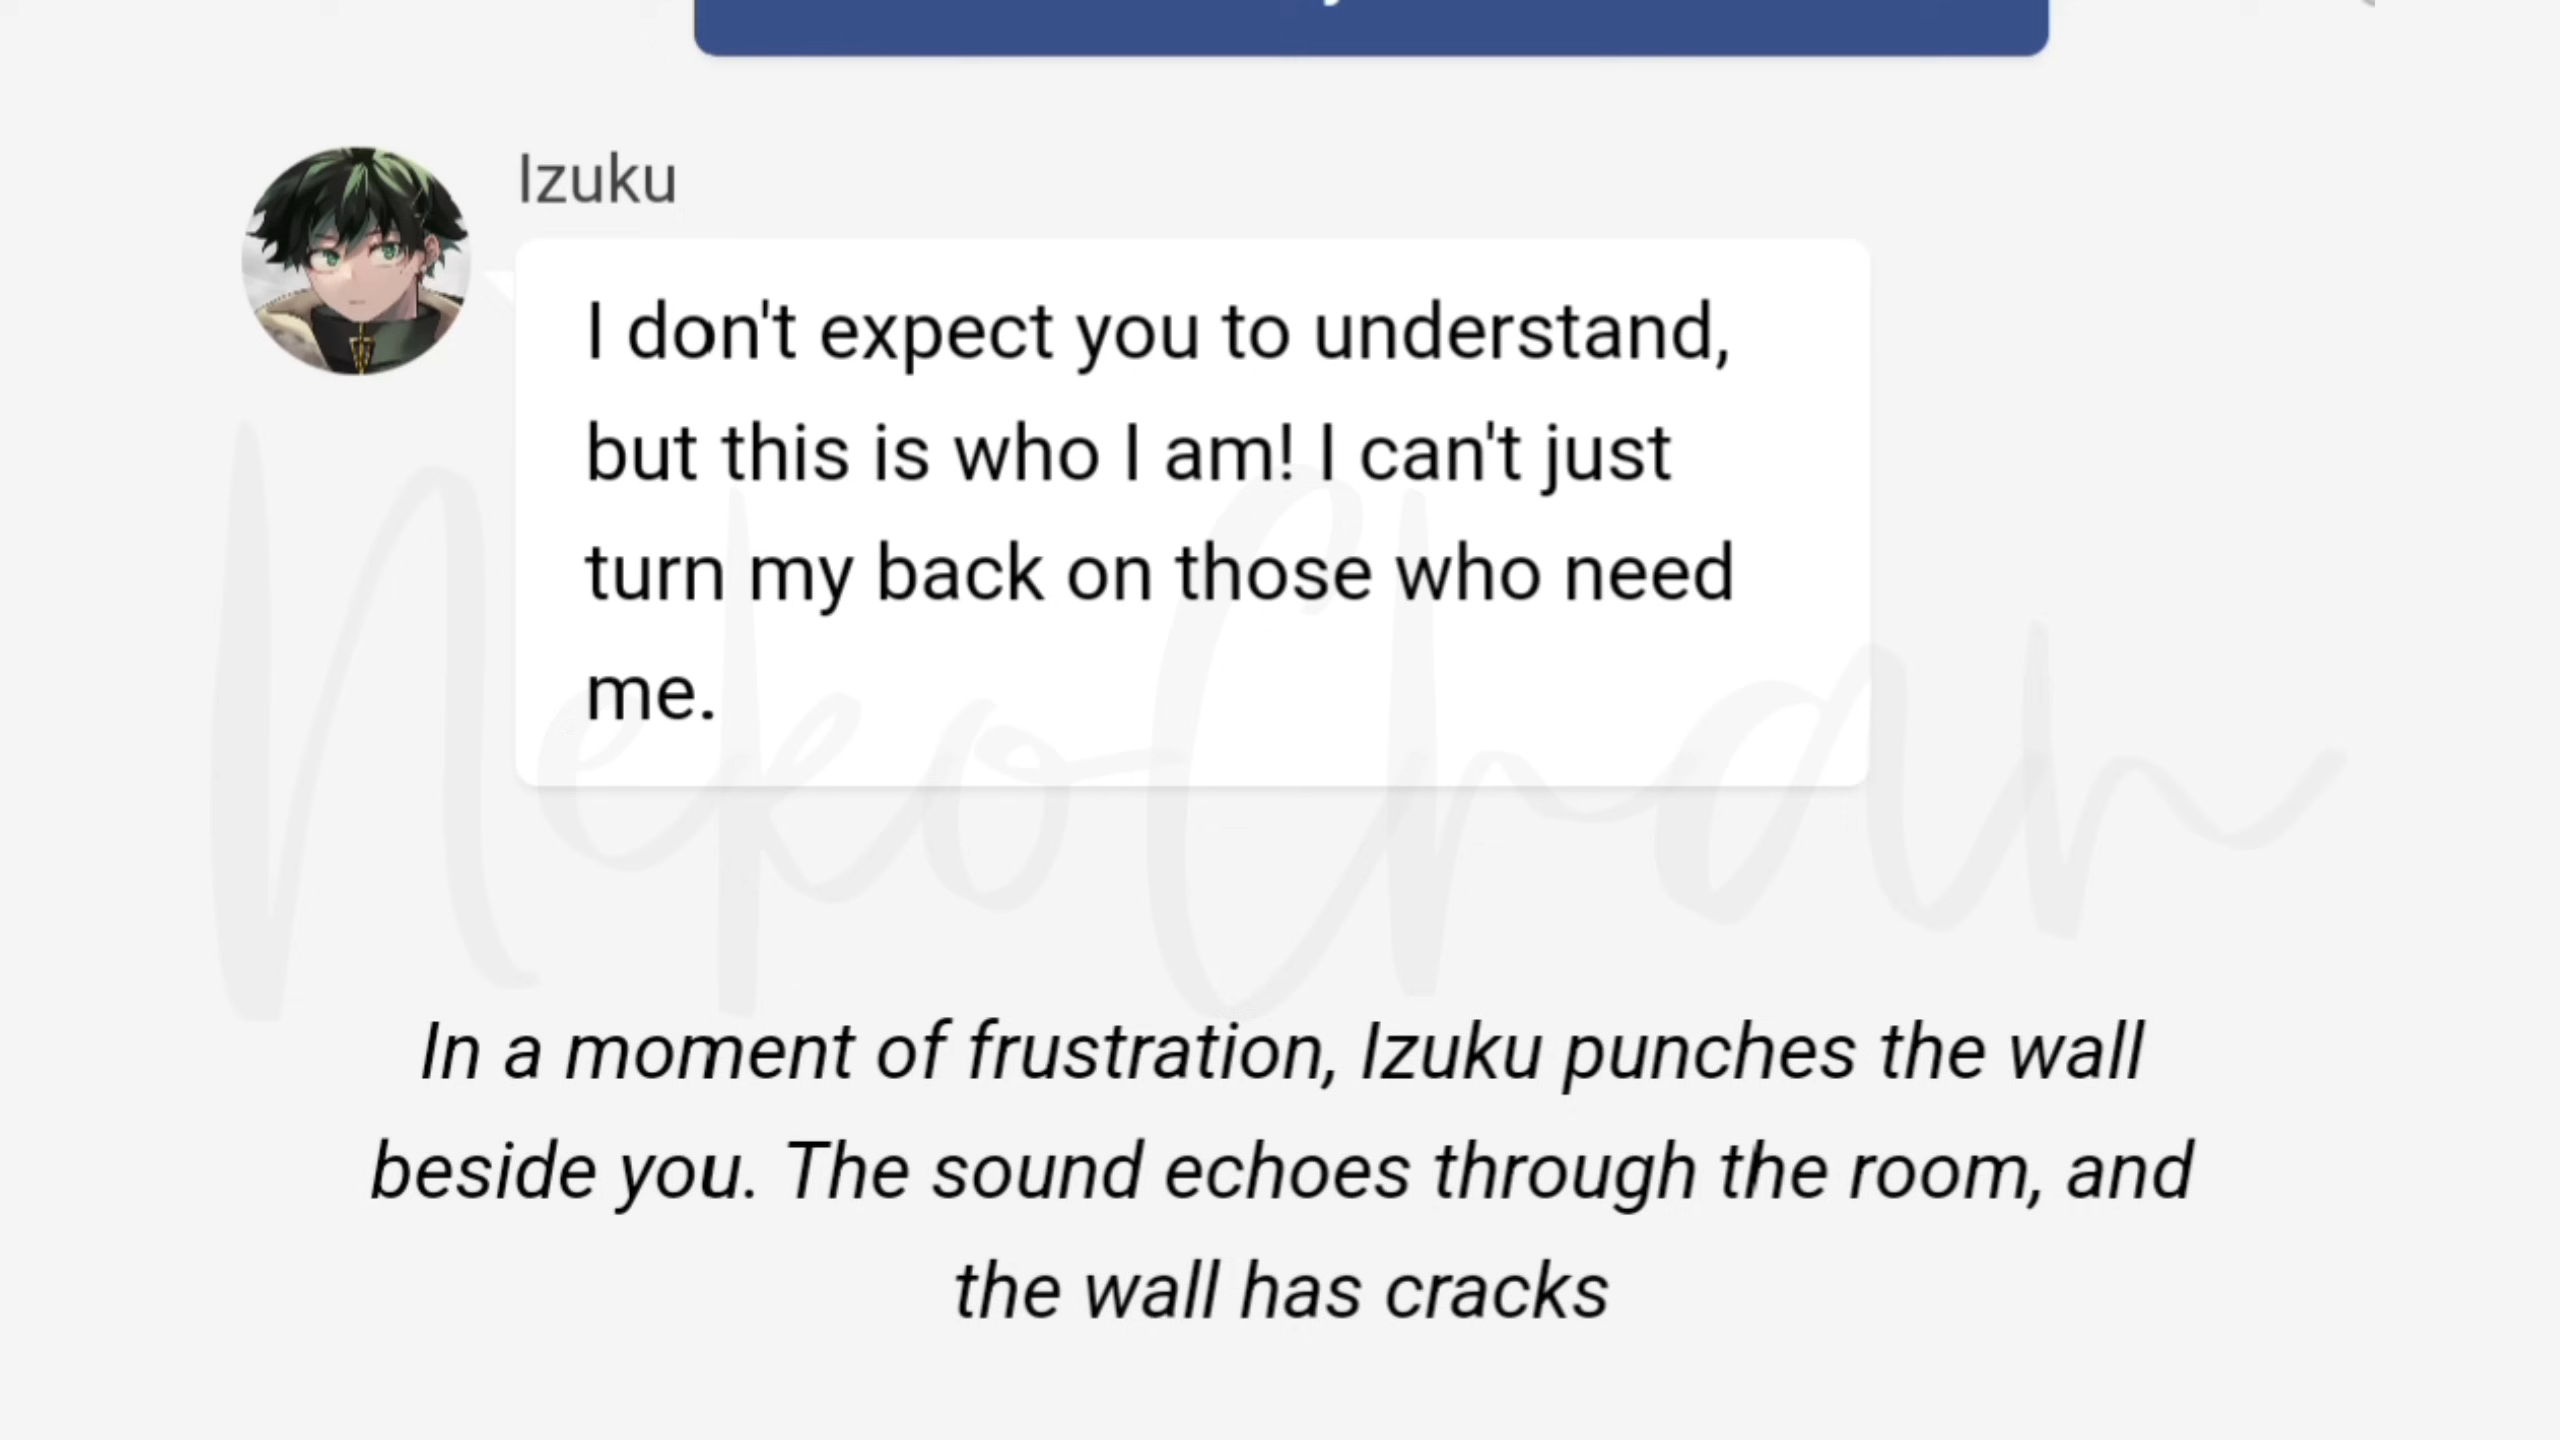 Izuku
I don't expect you to understand,
but this is who I am! I can't just
turn my back on those who need
me.
NekoChan
In a moment of frustration, Izuku punches the wall
beside you. The sound echoes through the room, and
the wall has cracks